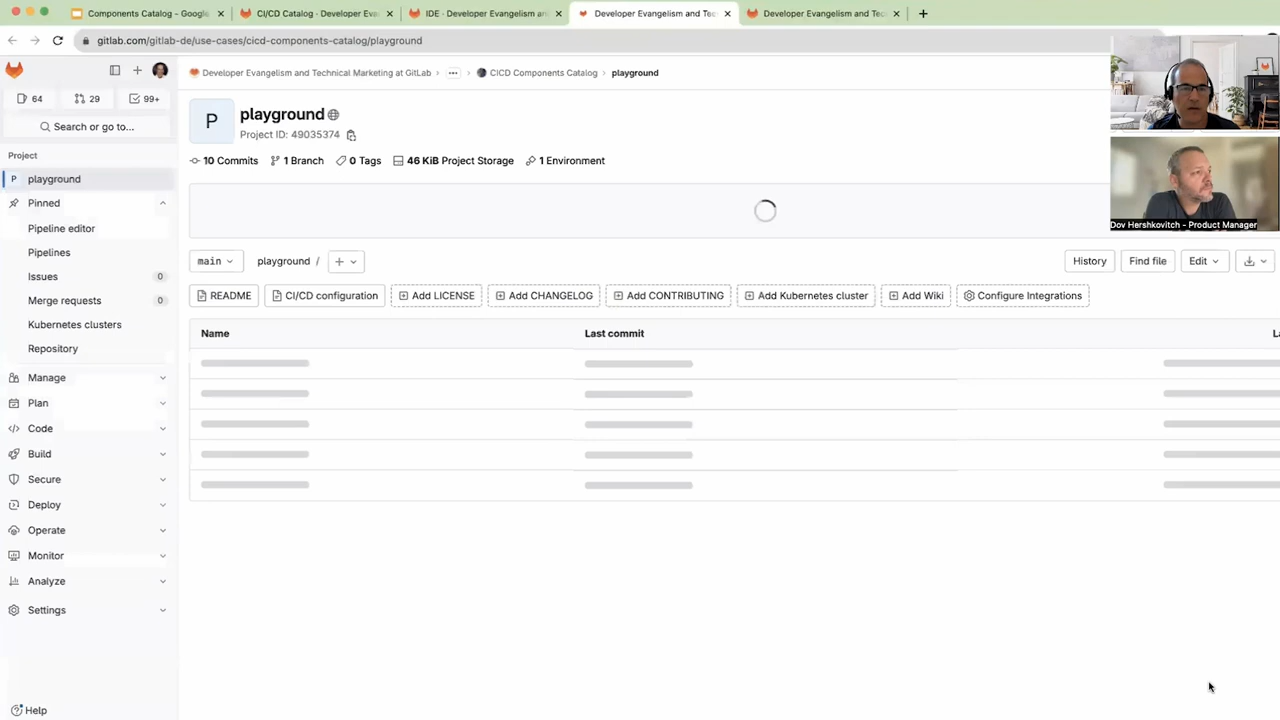 Components Catalog - Google
CI/CD Catalog · Developer Eva
IDE · Developer Evangelism an
Developer Evangelism and Tec
Developer Evangelism and Tec
gitlab.com/gitlab-de/use-cases/cicd-components-catalog/playground
64
29
99+
Search or go to...
Project
P playground
Pinned
Pipeline editor
Pipelines
Issues 0
Merge requests 0
Kubernetes clusters
Repository
Manage
Plan
Code
Build
Secure
Deploy
Operate
Monitor
Analyze
Settings
Help
Developer Evangelism and Technical Marketing at GitLab › ··· › CICD Components Catalog › playground
P
playground
Project ID: 49035374
10 Commits 1 Branch 0 Tags 46 KiB Project Storage 1 Environment
main playground / + History Find file Edit
README CI/CD configuration Add LICENSE Add CHANGELOG Add CONTRIBUTING Add Kubernetes cluster Add Wiki Configure Integrations
Name Last commit La
Dov Hershkovitch - Product Manager